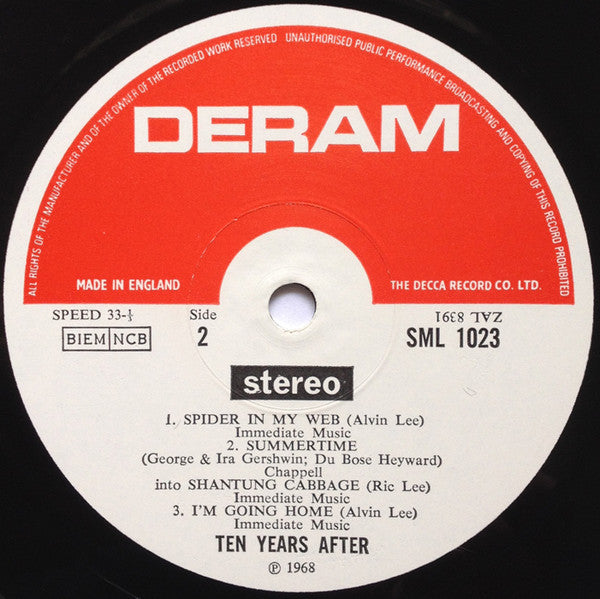 ALL RIGHTS OF THE MANUFACTURER AND OF THE OWNER OF THE RECORDED WORK RESERVED UNAUTHORISED PUBLIC PERFORMANCE BROADCASTING AND COPYING OF THIS RECORD PROHIBITED
DERAM
MADE IN ENGLAND
THE DECCA RECORD CO. LTD.
SPEED 33-⅓
Side
ZAL 8391
BIEM NCB
2
SML 1023
stereo
1. SPIDER IN MY WEB (Alvin Lee)
Immediate Music
2. SUMMERTIME
(George & Ira Gershwin; Du Bose Heyward)
Chappell
into SHANTUNG CABBAGE (Ric Lee)
Immediate Music
3. I'M GOING HOME (Alvin Lee)
Immediate Music
TEN YEARS AFTER
℗ 1968